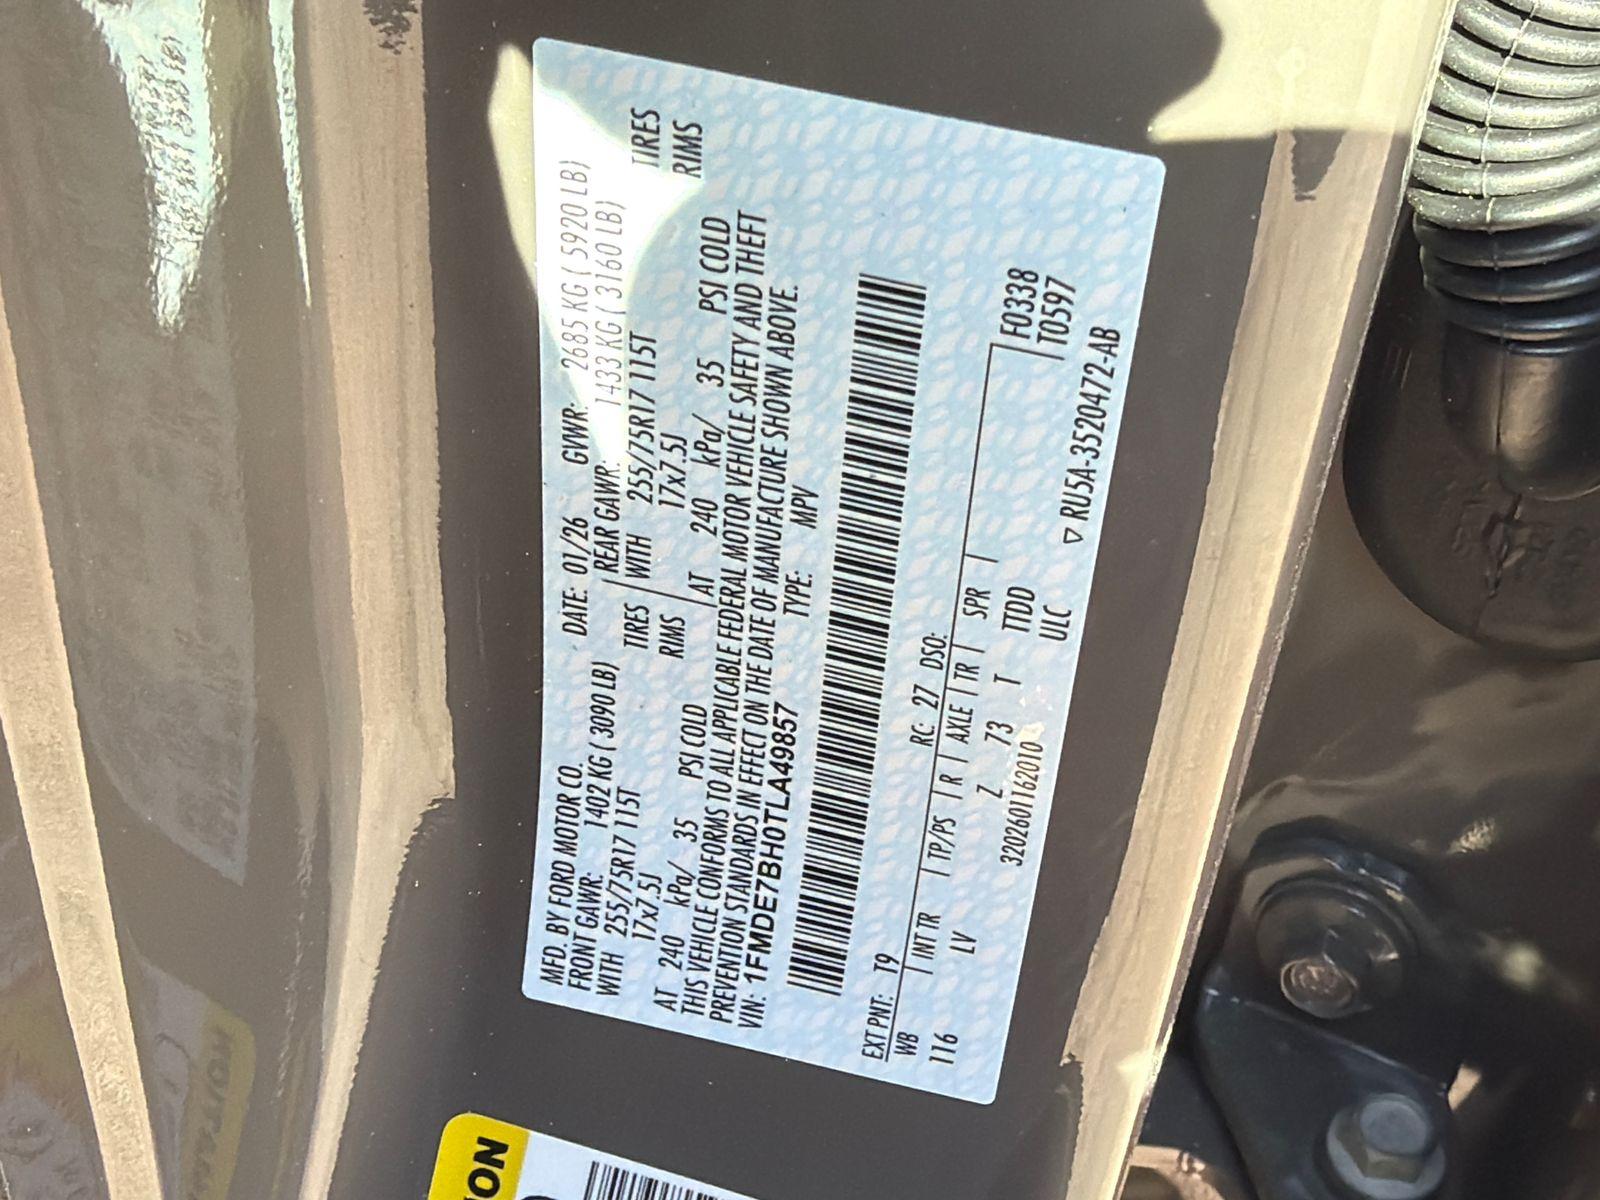 MFD. BY FORD MOTOR CO. DATE: 01/26 GVWR: 2685 KG ( 5920 LB)
FRONT GAWR: 1402 KG ( 3090 LB) REAR GAWR: 1433 KG ( 3160 LB)
WITH 255/75R17 115T TIRES WITH 255/75R17 115T TIRES
17x7.5J RIMS 17x7.5J RIMS
AT 240 kPa/ 35 PSI COLD AT 240 kPa/ 35 PSI COLD
THIS VEHICLE CONFORMS TO ALL APPLICABLE FEDERAL MOTOR VEHICLE SAFETY AND THEFT
PREVENTION STANDARDS IN EFFECT ON THE DATE OF MANUFACTURE SHOWN ABOVE.
VIN: 1FMDE7BH0TLA49857 TYPE: MPV
EXT PNT: T9 RC: 27 DSO: F0338
WB INT TR TP/PS R AXLE TR SPR T0597
116 LV Z 73 T TTDD
3202601162010 ULC
▽ RU5A-3520472-AB